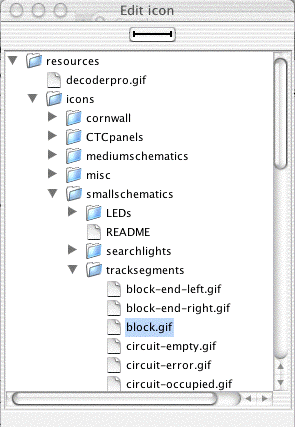 Edit icon
resources
decoderpro.gif
icons
cornwall
CTCpanels
mediumschematics
misc
smallschematics
LEDs
README
searchlights
tracksegments
block-end-left.gif
block-end-right.gif
block.gif
circuit-empty.gif
circuit-error.gif
circuit-occupied.gif